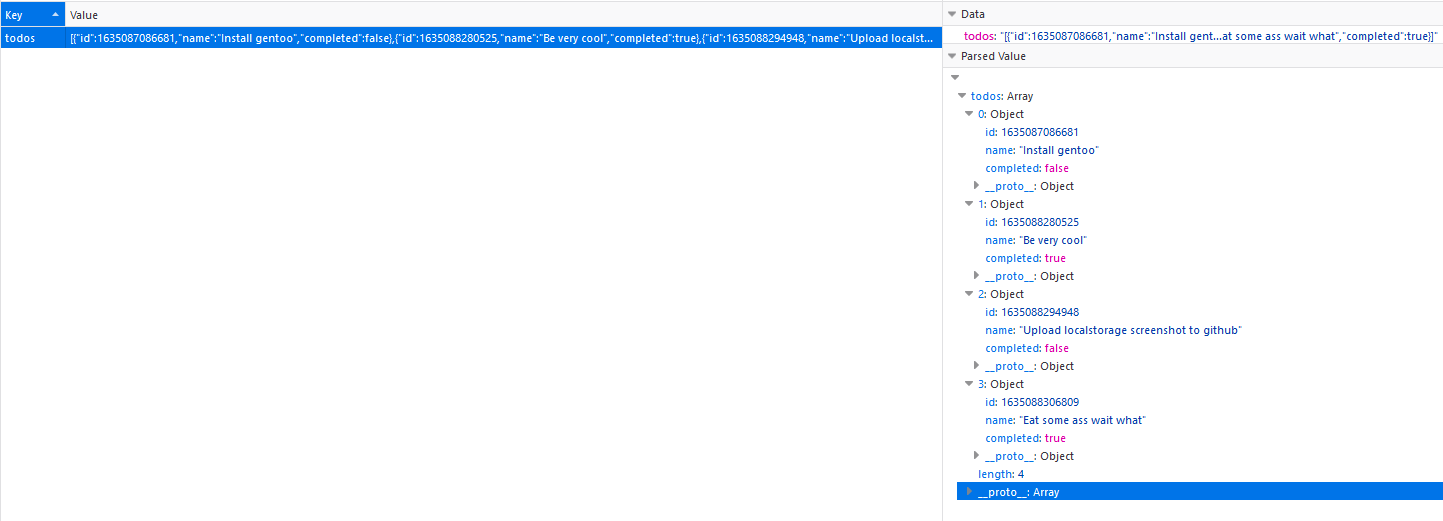 Key Value
todos [{"id":1635087086681,"name":"Install gentoo","completed":false},{"id":1635088280525,"name":"Be very cool","completed":true},{"id":1635088294948,"name":"Upload localst...
Data
todos: "[{"id":1635087086681,"name":"Install gent...at some ass wait what","completed":true}]"
Parsed Value
todos: Array
0: Object
id: 1635087086681
name: "Install gentoo"
completed: false
__proto__: Object
1: Object
id: 1635088280525
name: "Be very cool"
completed: true
__proto__: Object
2: Object
id: 1635088294948
name: "Upload localstorage screenshot to github"
completed: false
__proto__: Object
3: Object
id: 1635088306809
name: "Eat some ass wait what"
completed: true
__proto__: Object
length: 4
__proto__: Array